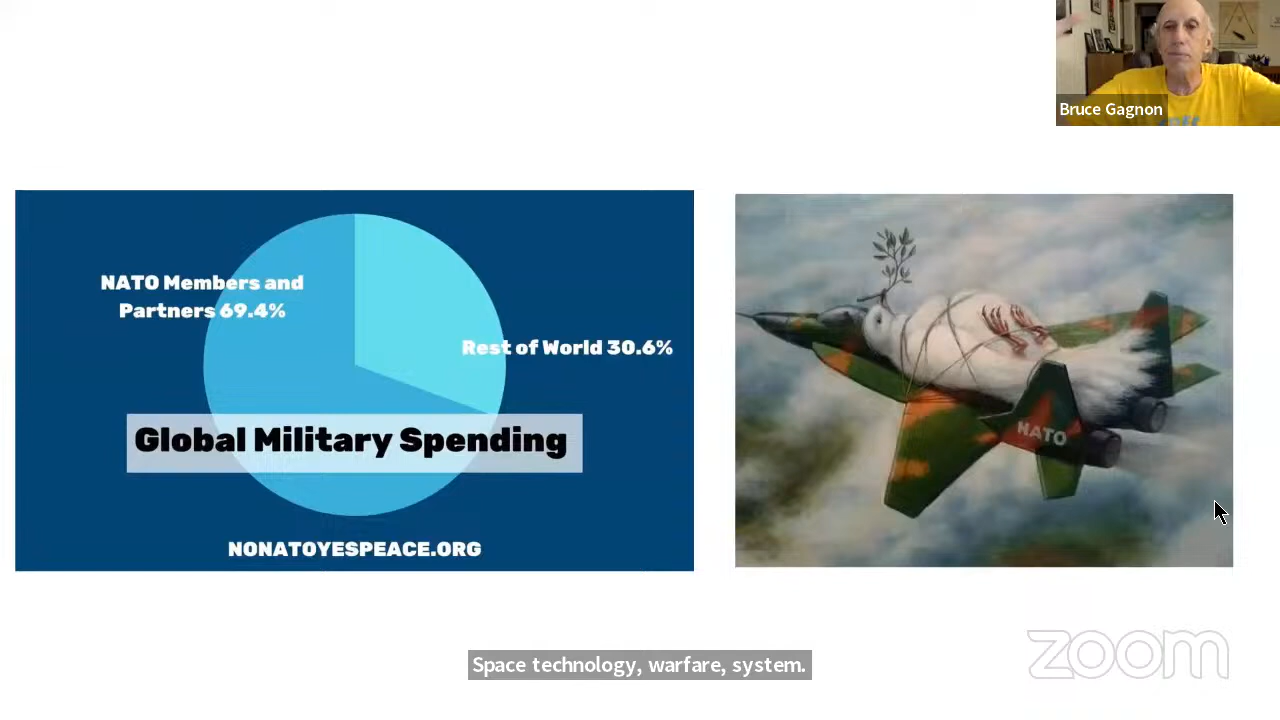 Bruce Gagnon
NATO Members and
Partners 69.4%
Rest of World 30.6%
Global Military Spending
NONATOYESPEACE.ORG
NATO
Space technology, warfare, system.
zoom